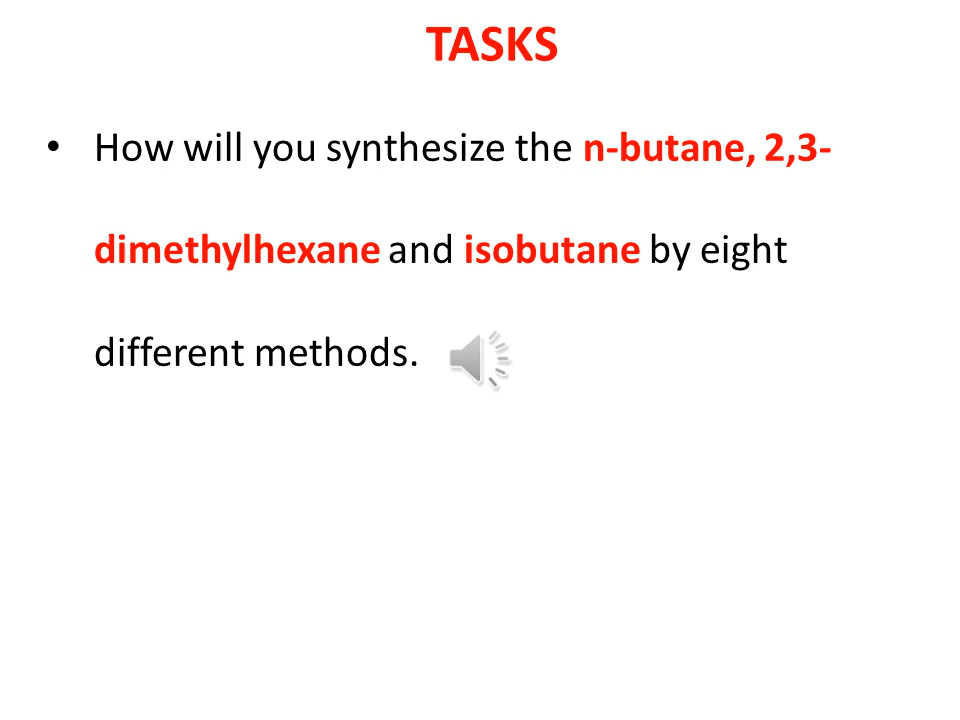 TASKS
• How will you synthesize the n-butane, 2,3-
dimethylhexane and isobutane by eight
different methods.